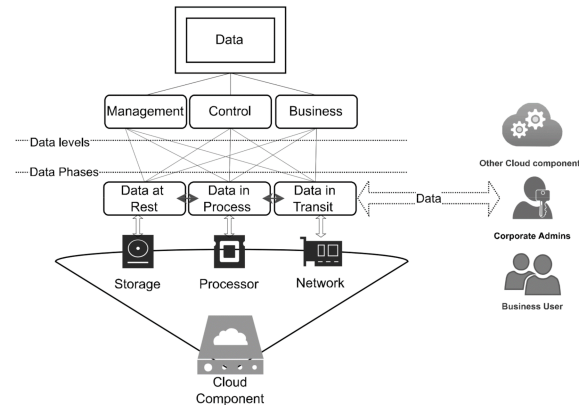 Data
Management
Control
Business
Data levels
Data Phases
Data at
Rest
Data in
Process
Data in
Transit
Data
Other Cloud component
Corporate Admins
Business User
Storage
Processor
Network
Cloud
Component